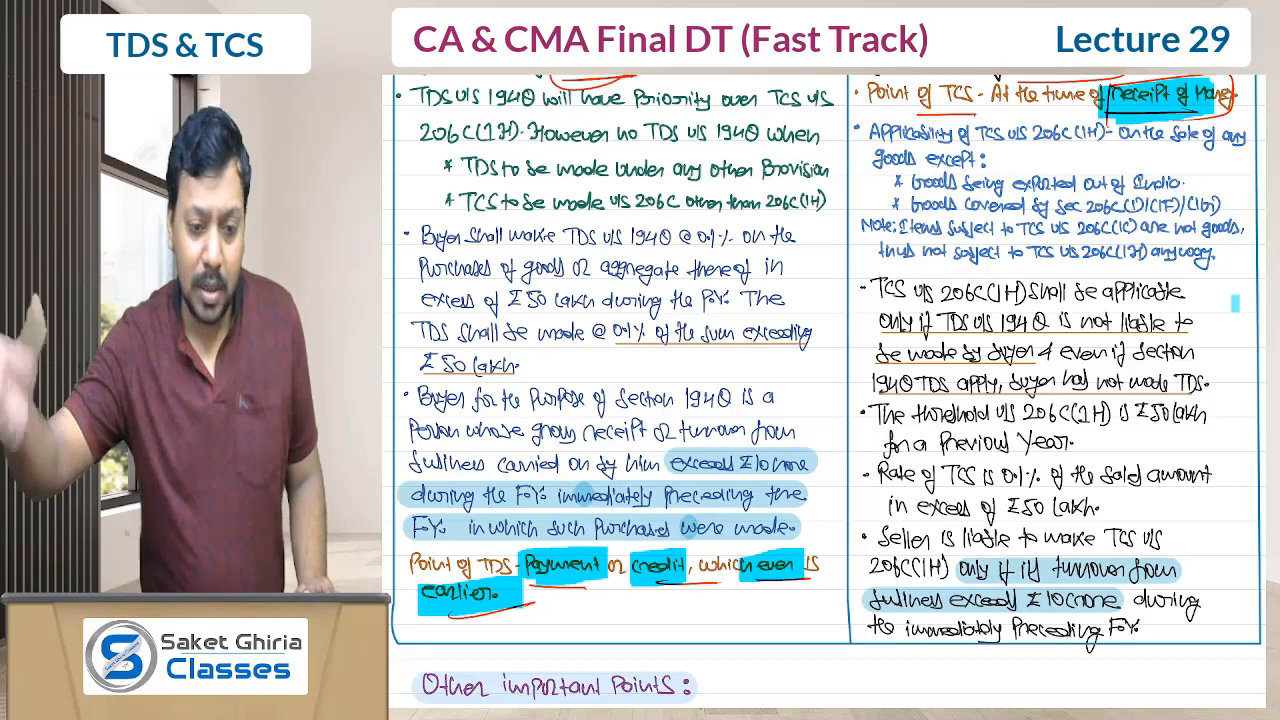 TDS & TCS
CA & CMA Final DT (Fast Track)
Lecture 29
• TDS u/s 194Q will have Priority over TCS u/s
206C(1H). However no TDS u/s 194Q when
* TDS to be made under any other Provision
* TCS to be made u/s 206C other than 206C(1H)
• Buyer shall make TDS u/s 194Q @ 0.1% on the
Purchases of goods or aggregate thereof in
excess of ₹50 lakh during the P.Y. The
TDS shall be made @ 0.1% of the sum exceeding
₹50 lakh.
• Buyer for the Purpose of Section 194Q is a
Person whose gross receipt or turnover from
business carried on by him exceed ₹10 crore
during the F.Y. immediately Preceding the
F.Y. in which such Purchases were made.
Point of TDS - Payment or credit, which ever is
earlier.
• Point of TCS - At the time of receipt of Money.
• Applicability of TCS u/s 206C(1H) - On the sale of any
goods except:
* Goods being exported out of India.
* Goods covered by Sec 206C(1)/(1F)/(1G)
Note: Items subject to TCS u/s 206C(1C) are not goods,
thus not subject to TCS u/s 206C(1H) anyway.
• TCS u/s 206C(1H) shall be applicable
only if TDS u/s 194Q is not liable to
be made by buyer & even if Section
194Q TDS apply, buyer had not made TDS.
• The threshold u/s 206C(1H) is ₹50 lakh
for a Previous Year.
• Rate of TCS is 0.1% of the sales amount
in excess of ₹50 lakh.
• Seller is liable to make TCS u/s
206C(1H) only if if turnover from
business exceed ₹10 crore during
the immediately Preceding F.Y.
Other important Points:
Saket Ghiria
Classes